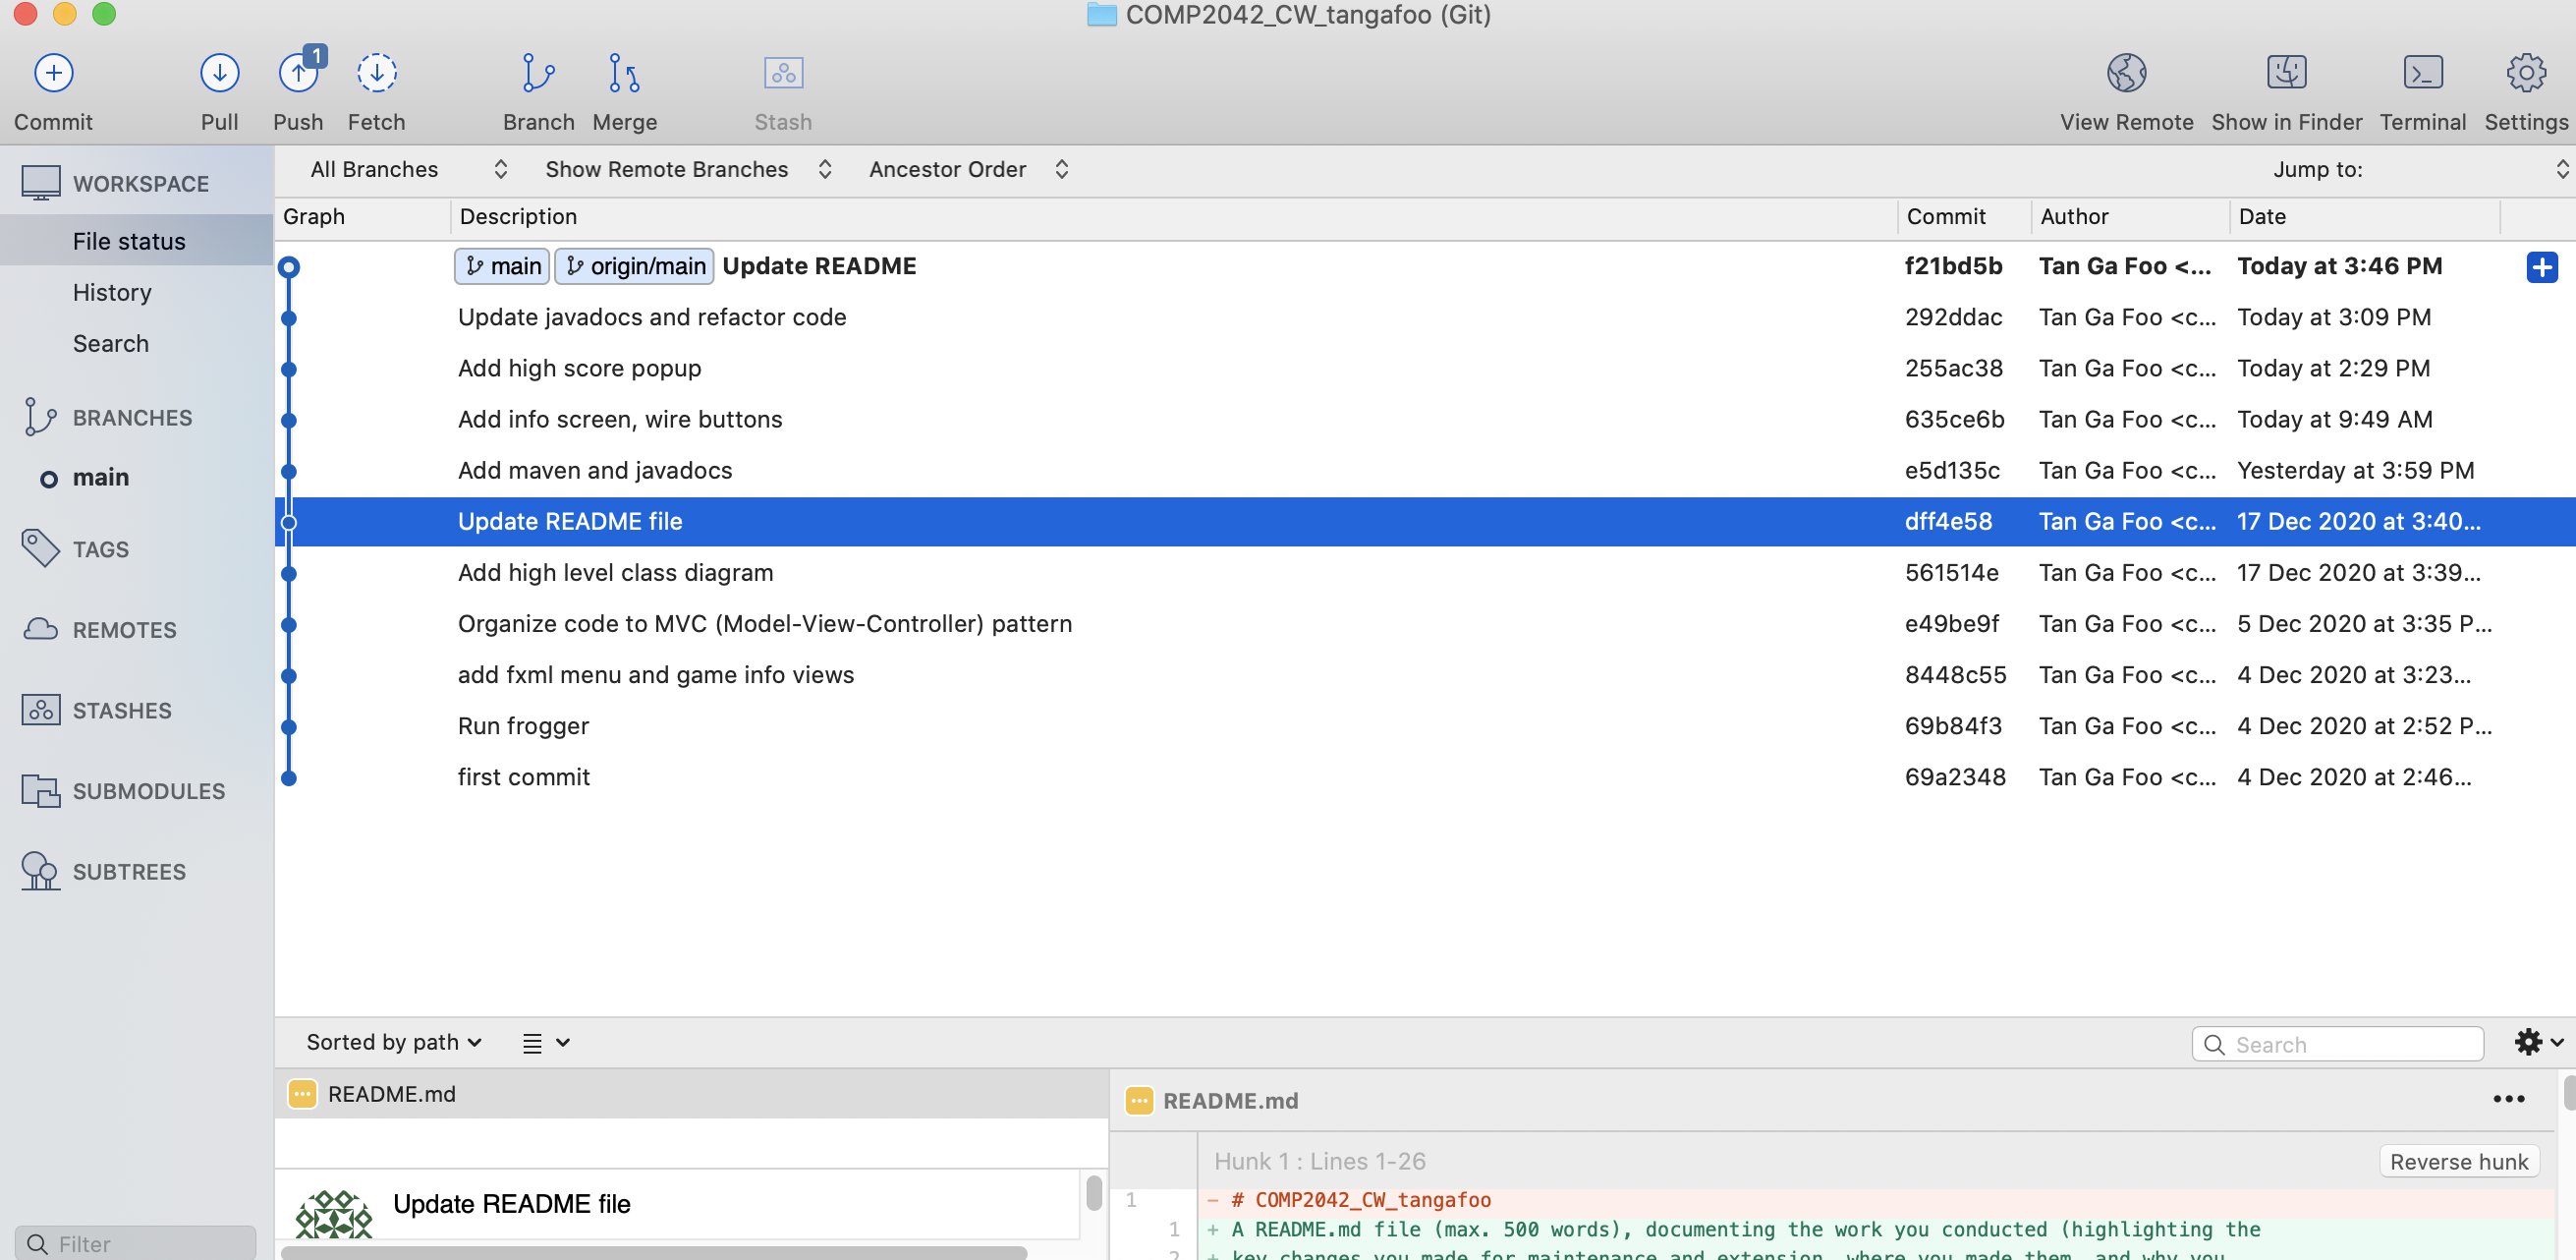 COMP2042_CW_tangafoo (Git)
1
Commit Pull Push Fetch Branch Merge Stash View Remote Show in Finder Terminal Settings
WORKSPACE
File status
History
Search
BRANCHES
main
TAGS
REMOTES
STASHES
SUBMODULES
SUBTREES
Filter
All Branches Show Remote Branches Ancestor Order Jump to:
Graph Description Commit Author Date
main origin/main Update README f21bd5b Tan Ga Foo <... Today at 3:46 PM
Update javadocs and refactor code 292ddac Tan Ga Foo <c... Today at 3:09 PM
Add high score popup 255ac38 Tan Ga Foo <c... Today at 2:29 PM
Add info screen, wire buttons 635ce6b Tan Ga Foo <c... Today at 9:49 AM
Add maven and javadocs e5d135c Tan Ga Foo <c... Yesterday at 3:59 PM
Update README file dff4e58 Tan Ga Foo <c... 17 Dec 2020 at 3:40...
Add high level class diagram 561514e Tan Ga Foo <c... 17 Dec 2020 at 3:39...
Organize code to MVC (Model-View-Controller) pattern e49be9f Tan Ga Foo <c... 5 Dec 2020 at 3:35 P...
add fxml menu and game info views 8448c55 Tan Ga Foo <c... 4 Dec 2020 at 3:23...
Run frogger 69b84f3 Tan Ga Foo <c... 4 Dec 2020 at 2:52 P...
first commit 69a2348 Tan Ga Foo <c... 4 Dec 2020 at 2:46...
Sorted by path Search
README.md
Update README file
README.md
Hunk 1 : Lines 1-26 Reverse hunk
1 - # COMP2042_CW_tangafoo
1 + A README.md file (max. 500 words), documenting the work you conducted (highlighting the
2 + key changes you made for maintenance and extension, where you made them, and why you